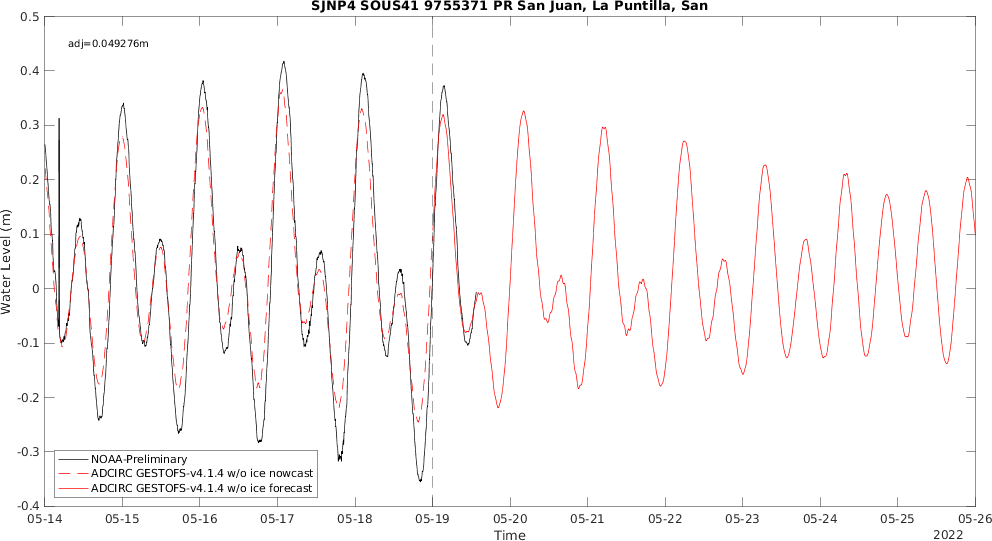 SJNP4 SOUS41 9755371 PR San Juan, La Puntilla, San
adj=0.049276m
Water Level (m)
0.5
0.4
0.3
0.2
0.1
0
-0.1
-0.2
-0.3
-0.4
NOAA-Preliminary
ADCIRC GESTOFS-v4.1.4 w/o ice nowcast
ADCIRC GESTOFS-v4.1.4 w/o ice forecast
05-14 05-15 05-16 05-17 05-18 05-19 05-20 05-21 05-22 05-23 05-24 05-25 05-26
Time
2022